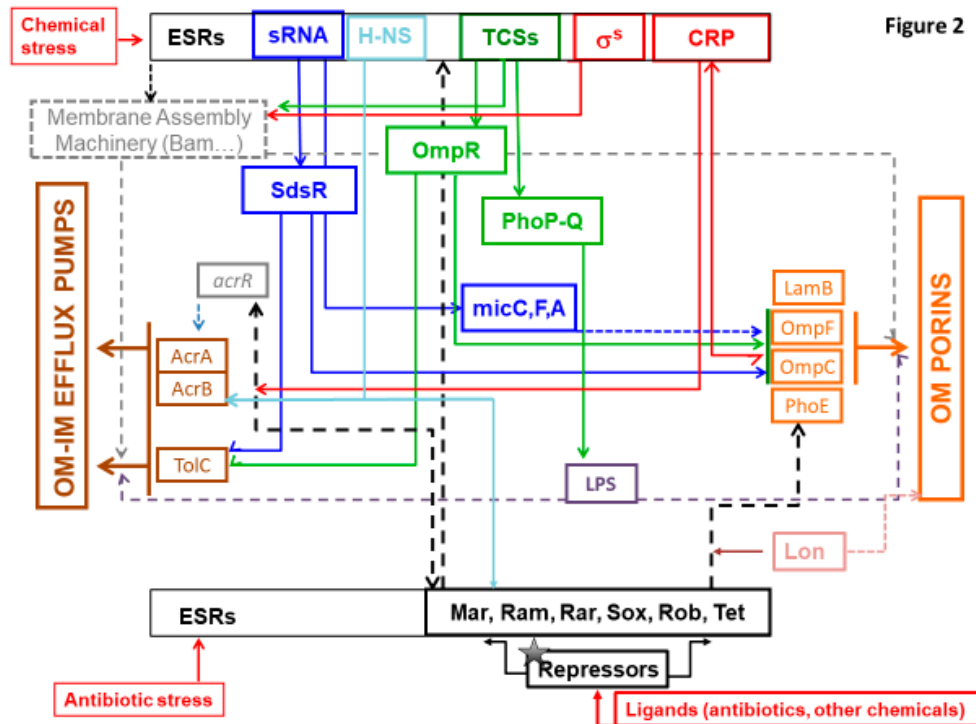 Chemical
stress
ESRs
sRNA
H-NS
TCSs
σs
CRP
Figure 2
Membrane Assembly
Machinery (Bam…)
OmpR
SdsR
PhoP-Q
OM-IM EFFLUX PUMPS
acrR
micC,F,A
LamB
OmpF
OmpC
PhoE
OM PORINS
AcrA
AcrB
TolC
LPS
Lon
ESRs
Mar, Ram, Rar, Sox, Rob, Tet
Repressors
Antibiotic stress
Ligands (antibiotics, other chemicals)